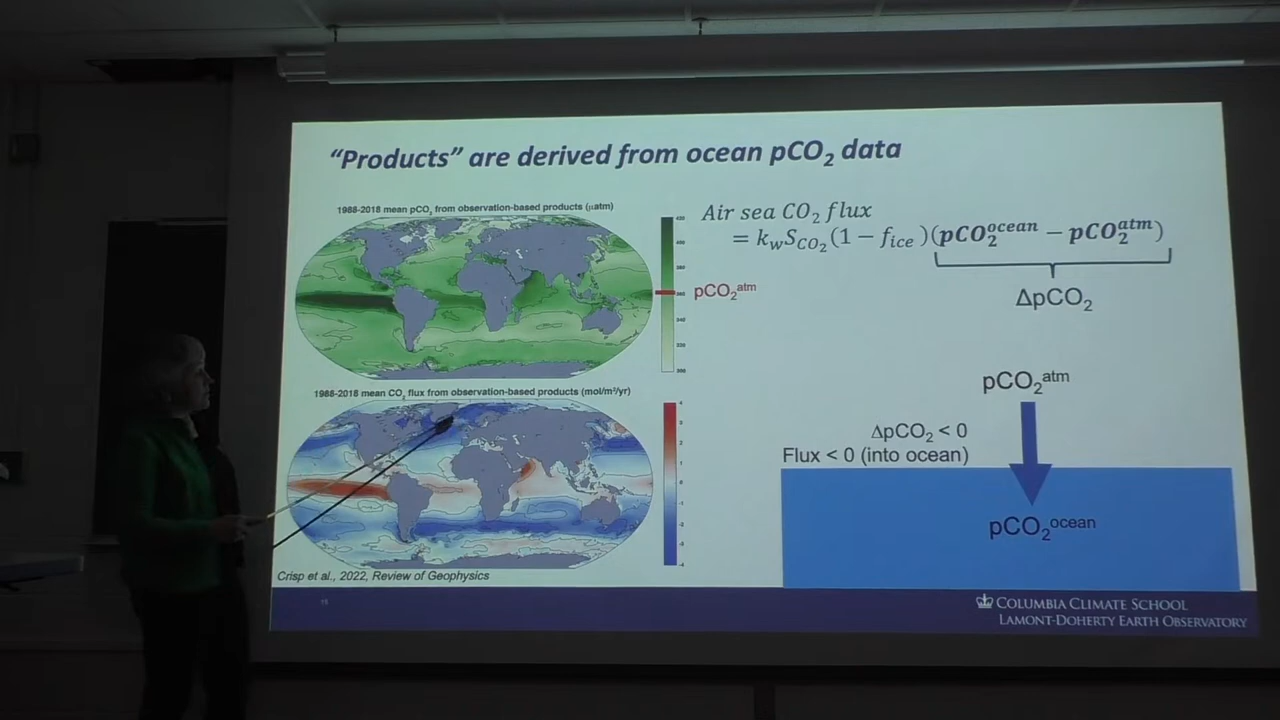 “Products” are derived from ocean pCO₂ data
1988-2018 mean pCO₂ from observation-based products (µatm)
pCO₂ᵃᵗᵐ
1988-2018 mean CO₂ flux from observation-based products (mol/m²/yr)
Crisp et al., 2022, Review of Geophysics
Air sea CO₂ flux
= k_w S_CO₂ (1 − f_ice )(pCO₂ᵒᶜᵉᵃⁿ − pCO₂ᵃᵗᵐ)
ΔpCO₂
pCO₂ᵃᵗᵐ
ΔpCO₂ < 0
Flux < 0 (into ocean)
pCO₂ᵒᶜᵉᵃⁿ
COLUMBIA CLIMATE SCHOOL
LAMONT-DOHERTY EARTH OBSERVATORY